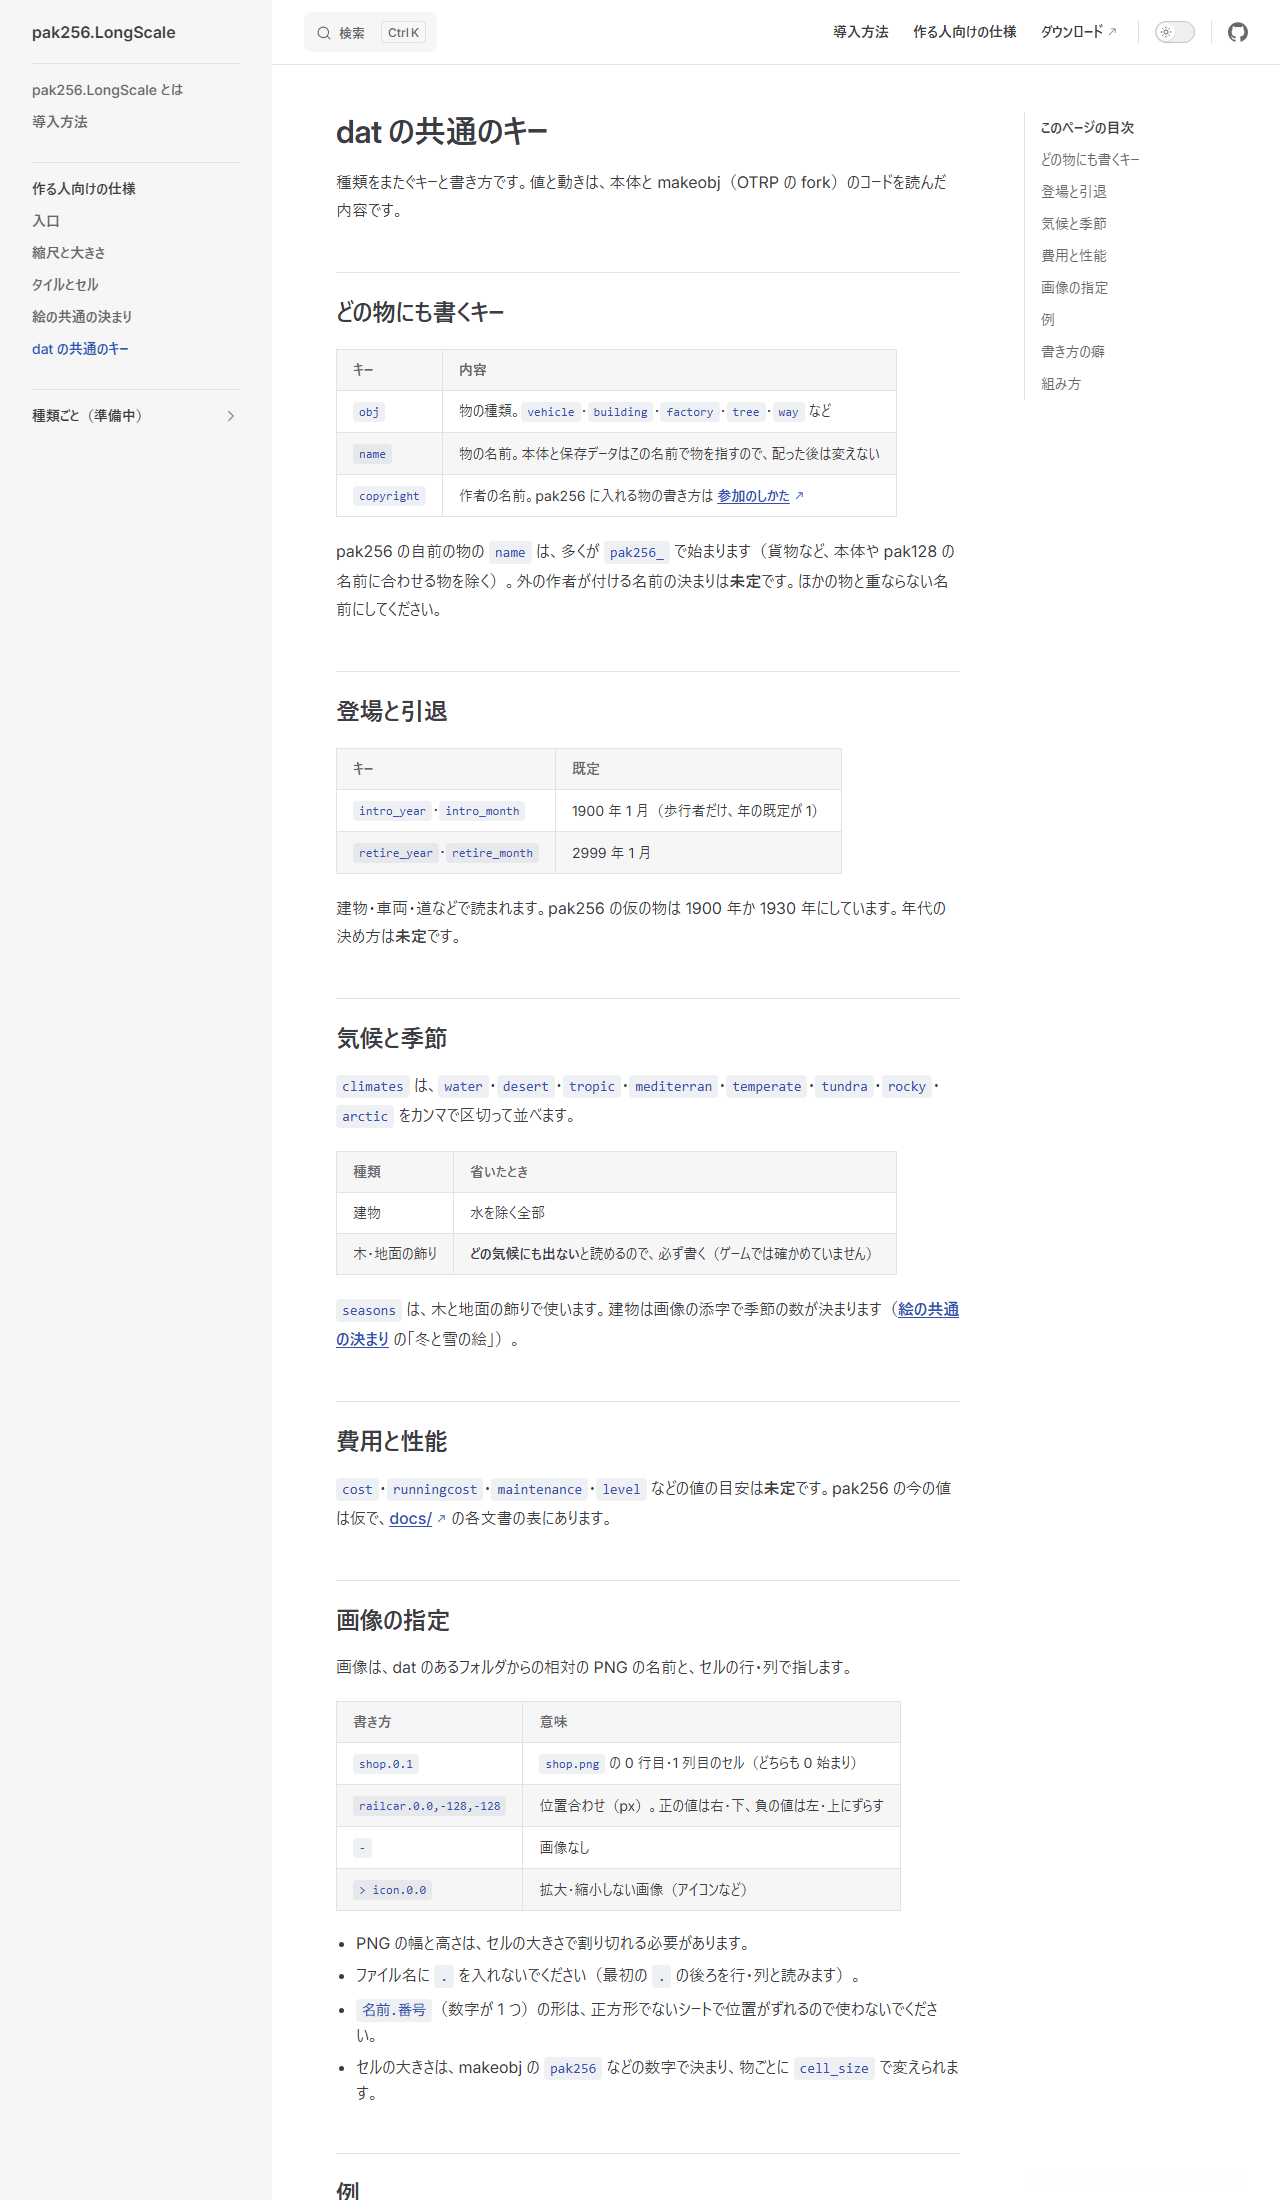 pak256.LongScale
pak256.LongScale とは
導入方法
作る人向けの仕様
入口
縮尺と大きさ
タイルとセル
絵の共通の決まり
dat の共通のキー
種類ごと（準備中）
検索 Ctrl K
導入方法 作る人向けの仕様 ダウンロード
dat の共通のキー
種類をまたぐキーと書き方です。値と動きは、本体と makeobj（OTRP の fork）のコードを読んだ
内容です。
どの物にも書くキー
キー 内容
obj 物の種類。vehicle・building・factory・tree・way など
name 物の名前。本体と保存データはこの名前で物を指すので、配った後は変えない
copyright 作者の名前。pak256 に入れる物の書き方は 参加のしかた
pak256 の自前の物の name は、多くが pak256_ で始まります（貨物など、本体や pak128 の
名前に合わせる物を除く）。外の作者が付ける名前の決まりは未定です。ほかの物と重ならない名
前にしてください。
登場と引退
キー 既定
intro_year・intro_month 1900 年 1 月（歩行者だけ、年の既定が 1）
retire_year・retire_month 2999 年 1 月
建物・車両・道などで読まれます。pak256 の仮の物は 1900 年か 1930 年にしています。年代の
決め方は未定です。
気候と季節
climates は、water・desert・tropic・mediterran・temperate・tundra・rocky・
arctic をカンマで区切って並べます。
種類 省いたとき
建物 水を除く全部
木・地面の飾り どの気候にも出ないと読めるので、必ず書く（ゲームでは確かめていません）
seasons は、木と地面の飾りで使います。建物は画像の添字で季節の数が決まります（絵の共通
の決まり の「冬と雪の絵」）。
費用と性能
cost・runningcost・maintenance・level などの値の目安は未定です。pak256 の今の値
は仮で、docs/ の各文書の表にあります。
画像の指定
画像は、dat のあるフォルダからの相対の PNG の名前と、セルの行・列で指します。
書き方 意味
shop.0.1 shop.png の 0 行目・1 列目のセル（どちらも 0 始まり）
railcar.0.0,-128,-128 位置合わせ（px）。正の値は右・下、負の値は左・上にずらす
- 画像なし
> icon.0.0 拡大・縮小しない画像（アイコンなど）
PNG の幅と高さは、セルの大きさで割り切れる必要があります。
ファイル名に . を入れないでください（最初の . の後ろを行・列と読みます）。
名前.番号（数字が 1 つ）の形は、正方形でないシートで位置がずれるので使わないでくださ
い。
セルの大きさは、makeobj の pak256 などの数字で決まり、物ごとに cell_size で変えられま
す。
例
このページの目次
どの物にも書くキー
登場と引退
気候と季節
費用と性能
画像の指定
例
書き方の癖
組み方